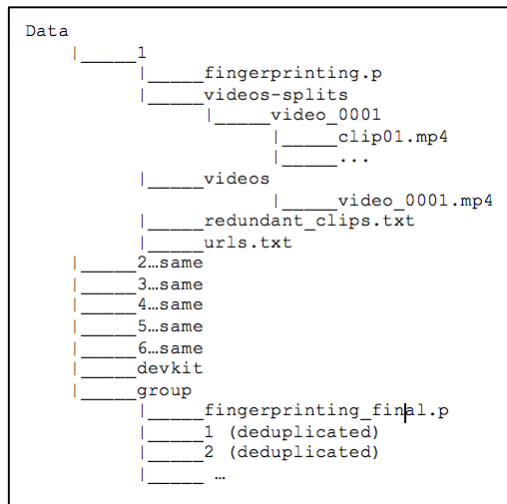 Data
|_____1
|_____fingerprinting.p
|_____videos-splits
|_____video_0001
|_____clip01.mp4
|_____...
|_____videos
|_____video_0001.mp4
|_____redundant_clips.txt
|_____urls.txt
|_____2…same
|_____3…same
|_____4…same
|_____5…same
|_____6…same
|_____devkit
|_____group
|_____fingerprinting_final.p
|_____1 (deduplicated)
|_____2 (deduplicated)
|_____ …